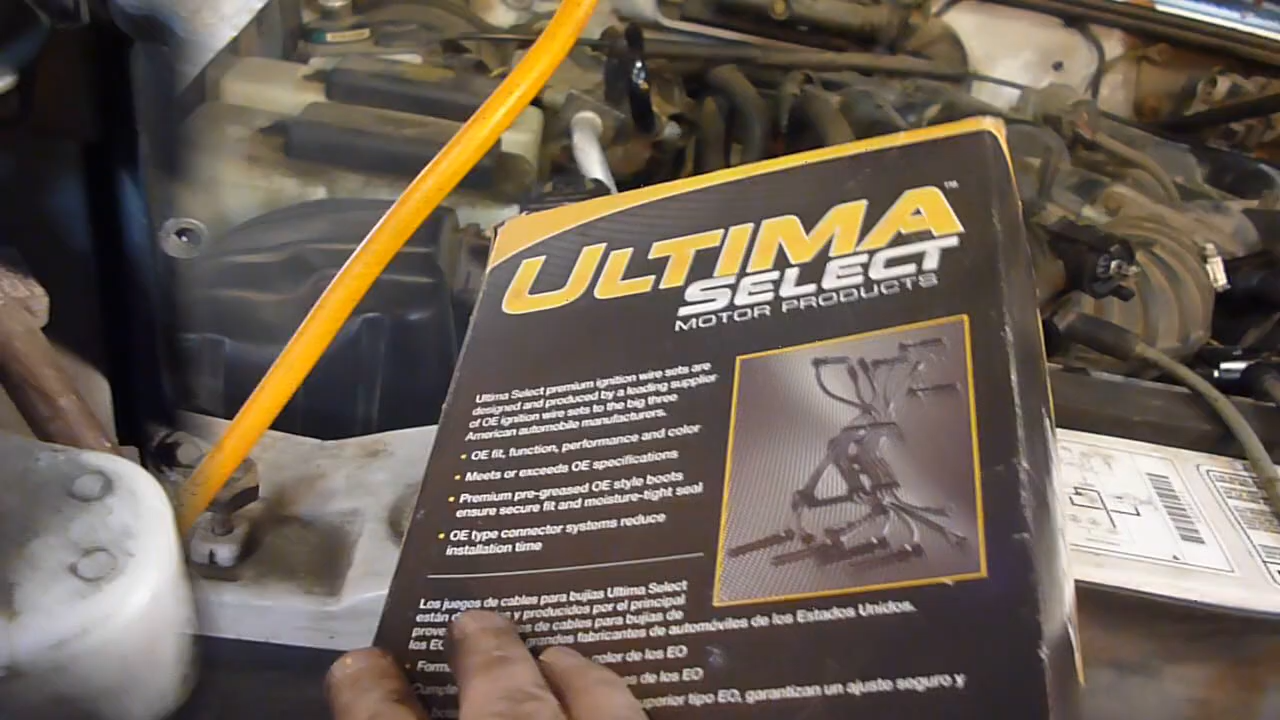 ULTIMA™
SELECT
MOTOR PRODUCTS
Ultima Select premium ignition wire sets are
designed and produced by a leading supplier
of OE ignition wire sets to the big three
American automobile manufacturers.
• OE fit, function, performance and color
• Meets or exceeds OE specifications
• Premium pre-greased OE style boots
ensure secure fit and moisture-tight seal
• OE type connector systems reduce
installation time
Los juegos de cables para bujías Ultima Select
están y producidos por el principal
de cables para bujías de
los grandes fabricantes de automóviles de los Estados Unidos.
• color de los EO
de los EO
tipo EO, garantizan un ajuste seguro y